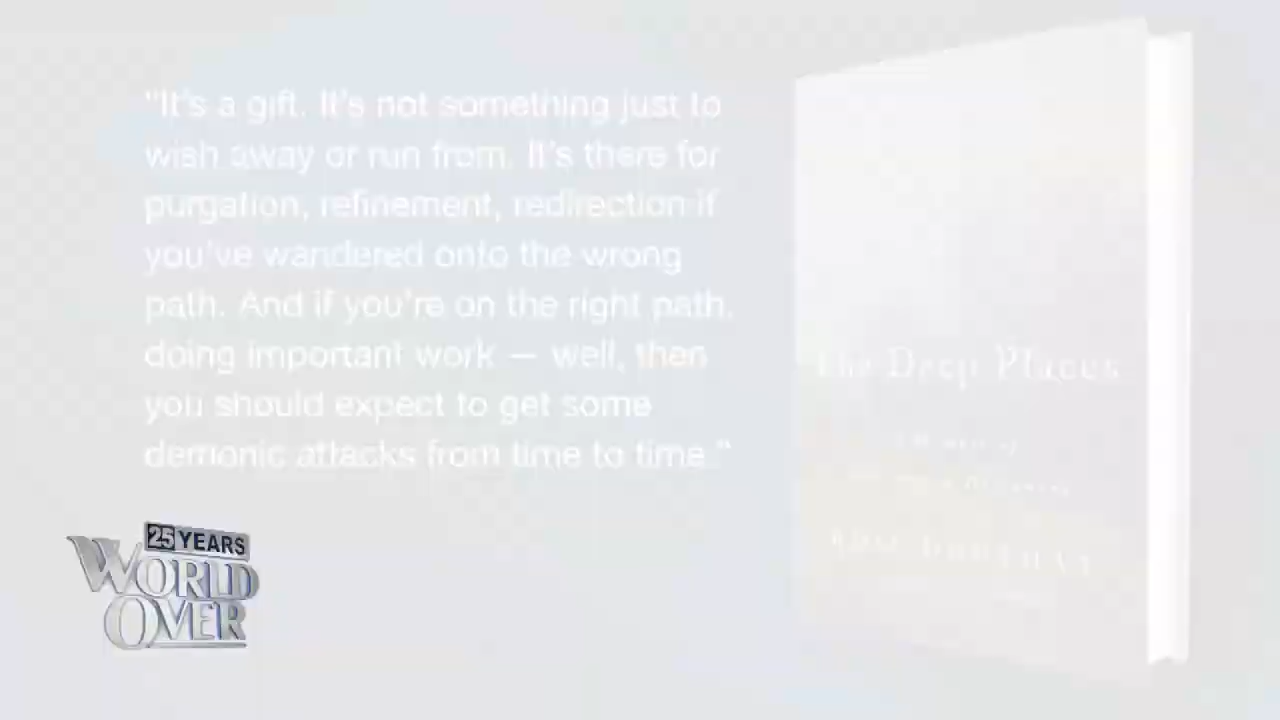 "It's a gift. It's not something just to
wish away or run from. It's there for
purgation, refinement, redirection if
you've wandered onto the wrong
path. And if you're on the right path,
doing important work — well, then
you should expect to get some
demonic attacks from time to time."
The Deep Places
25 YEARS
WORLD
OVER